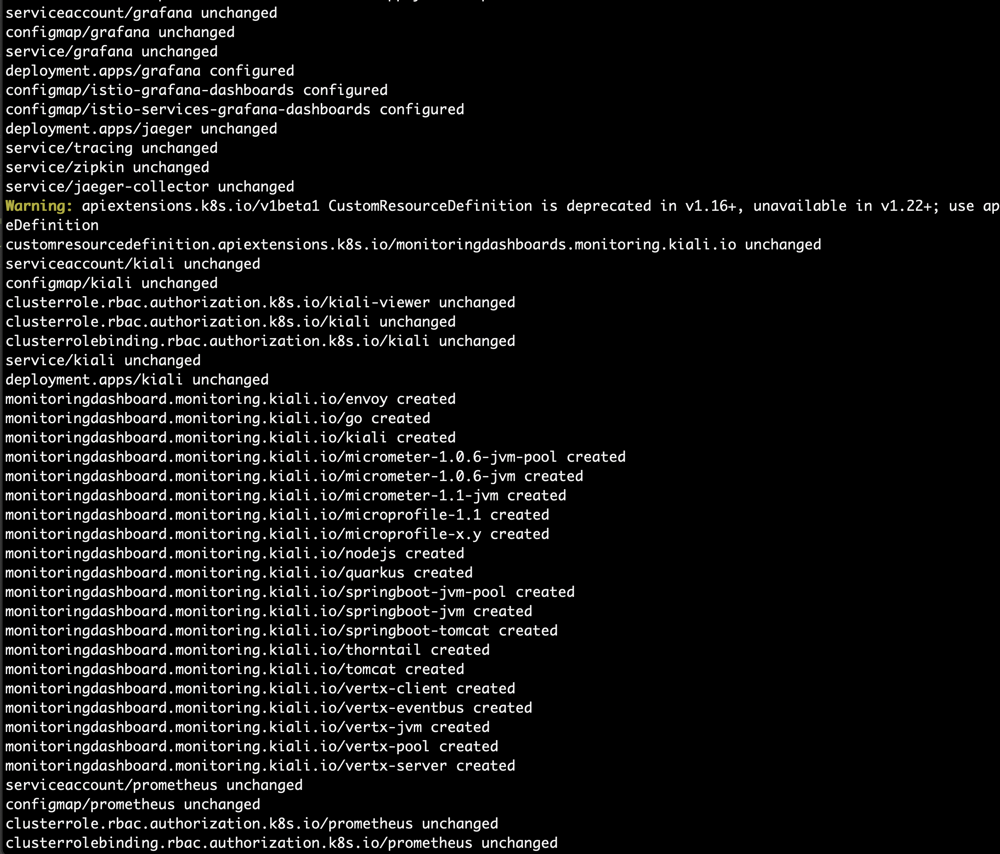 serviceaccount/grafana unchanged
configmap/grafana unchanged
service/grafana unchanged
deployment.apps/grafana configured
configmap/istio-grafana-dashboards configured
configmap/istio-services-grafana-dashboards configured
deployment.apps/jaeger unchanged
service/tracing unchanged
service/zipkin unchanged
service/jaeger-collector unchanged
Warning: apiextensions.k8s.io/v1beta1 CustomResourceDefinition is deprecated in v1.16+, unavailable in v1.22+; use ap
eDefinition
customresourcedefinition.apiextensions.k8s.io/monitoringdashboards.monitoring.kiali.io unchanged
serviceaccount/kiali unchanged
configmap/kiali unchanged
clusterrole.rbac.authorization.k8s.io/kiali-viewer unchanged
clusterrole.rbac.authorization.k8s.io/kiali unchanged
clusterrolebinding.rbac.authorization.k8s.io/kiali unchanged
service/kiali unchanged
deployment.apps/kiali unchanged
monitoringdashboard.monitoring.kiali.io/envoy created
monitoringdashboard.monitoring.kiali.io/go created
monitoringdashboard.monitoring.kiali.io/kiali created
monitoringdashboard.monitoring.kiali.io/micrometer-1.0.6-jvm-pool created
monitoringdashboard.monitoring.kiali.io/micrometer-1.0.6-jvm created
monitoringdashboard.monitoring.kiali.io/micrometer-1.1-jvm created
monitoringdashboard.monitoring.kiali.io/microprofile-1.1 created
monitoringdashboard.monitoring.kiali.io/microprofile-x.y created
monitoringdashboard.monitoring.kiali.io/nodejs created
monitoringdashboard.monitoring.kiali.io/quarkus created
monitoringdashboard.monitoring.kiali.io/springboot-jvm-pool created
monitoringdashboard.monitoring.kiali.io/springboot-jvm created
monitoringdashboard.monitoring.kiali.io/springboot-tomcat created
monitoringdashboard.monitoring.kiali.io/thorntail created
monitoringdashboard.monitoring.kiali.io/tomcat created
monitoringdashboard.monitoring.kiali.io/vertx-client created
monitoringdashboard.monitoring.kiali.io/vertx-eventbus created
monitoringdashboard.monitoring.kiali.io/vertx-jvm created
monitoringdashboard.monitoring.kiali.io/vertx-pool created
monitoringdashboard.monitoring.kiali.io/vertx-server created
serviceaccount/prometheus unchanged
configmap/prometheus unchanged
clusterrole.rbac.authorization.k8s.io/prometheus unchanged
clusterrolebinding.rbac.authorization.k8s.io/prometheus unchanged